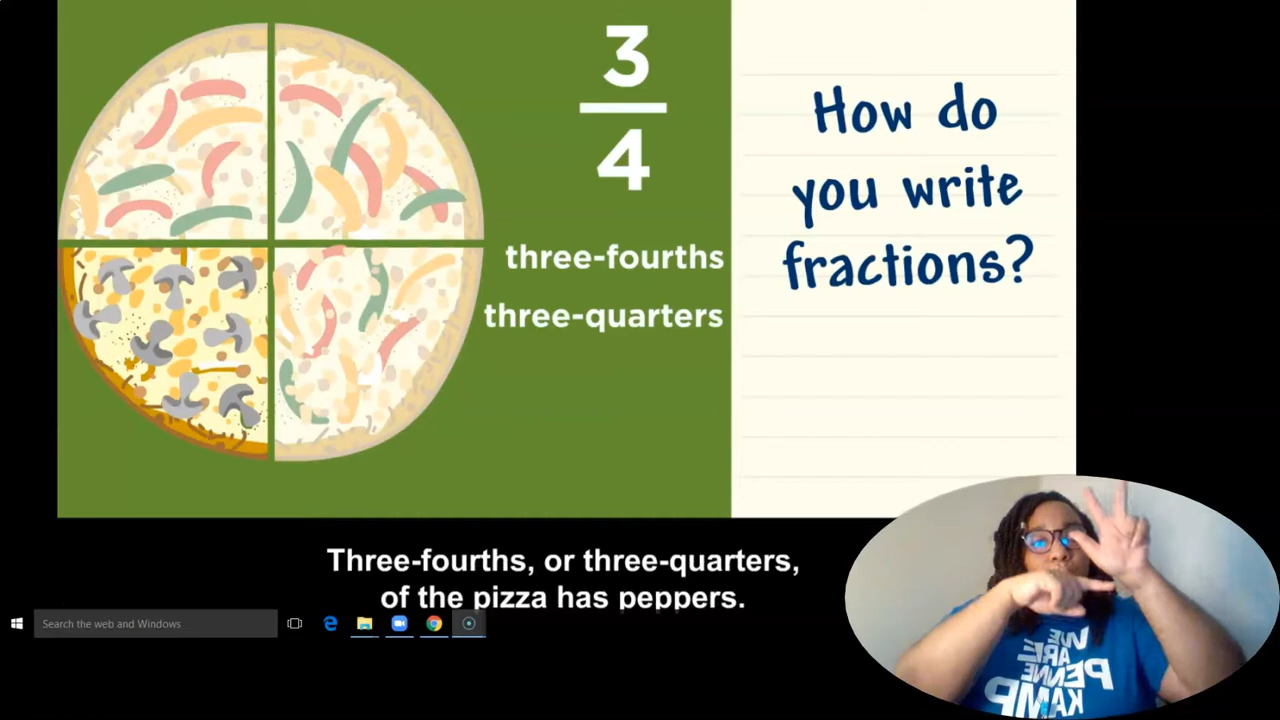 3
4
three-fourths
three-quarters
How do
you write
fractions?
Three-fourths, or three-quarters,
of the pizza has peppers.
Search the web and Windows
WE
ARE
PENNE
KAMP